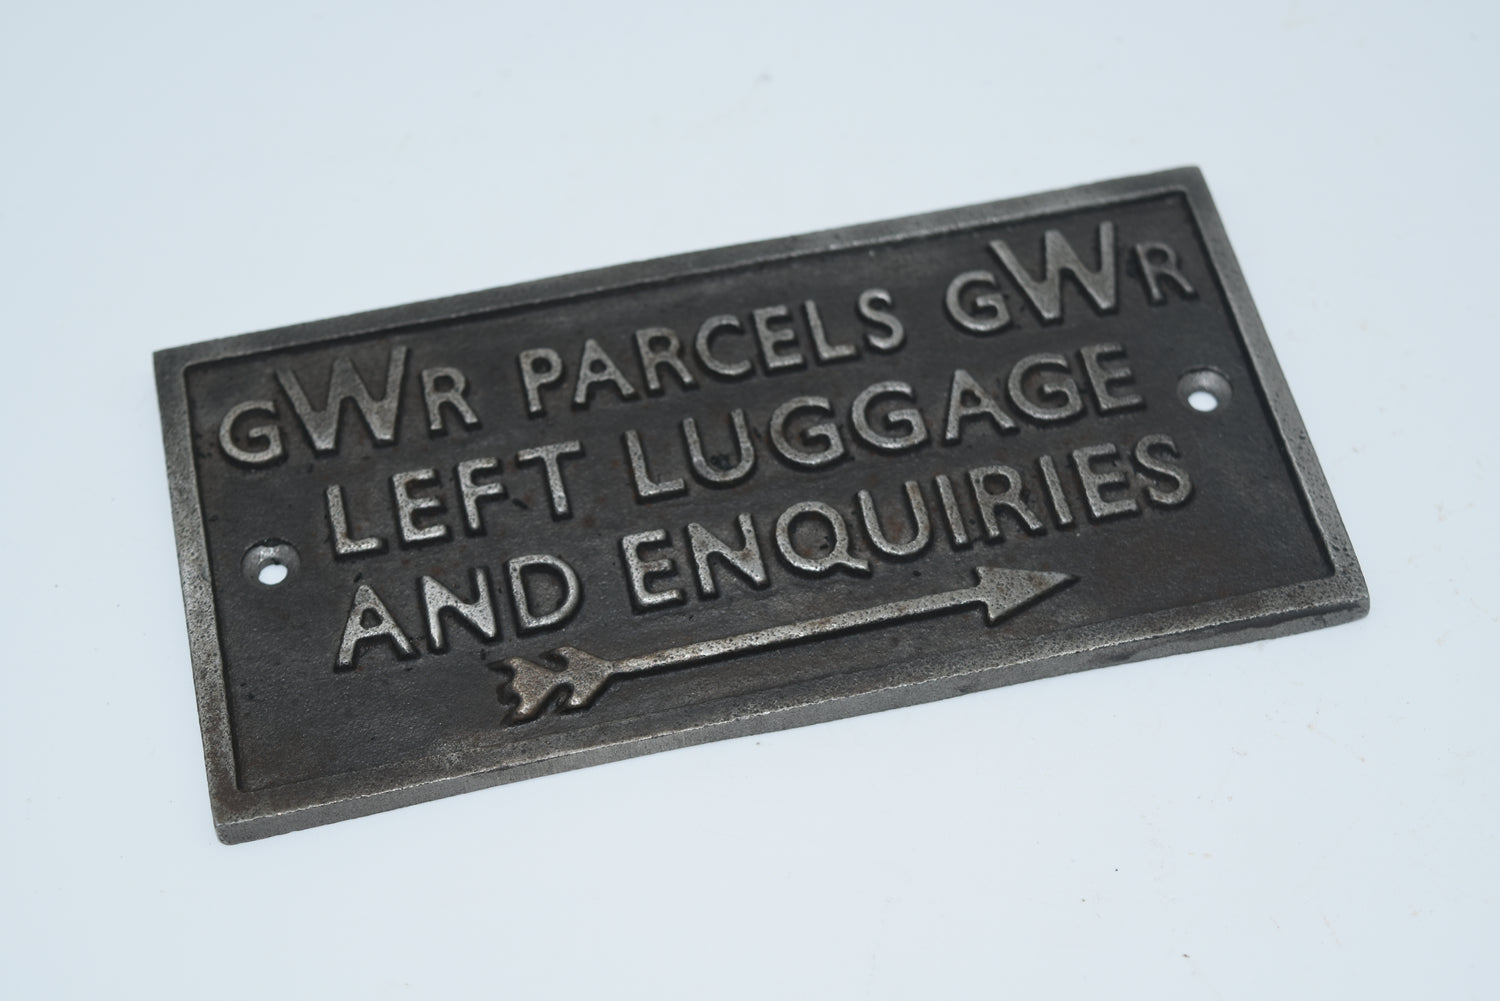 GWR PARCELS GWR
LEFT LUGGAGE
AND ENQUIRIES